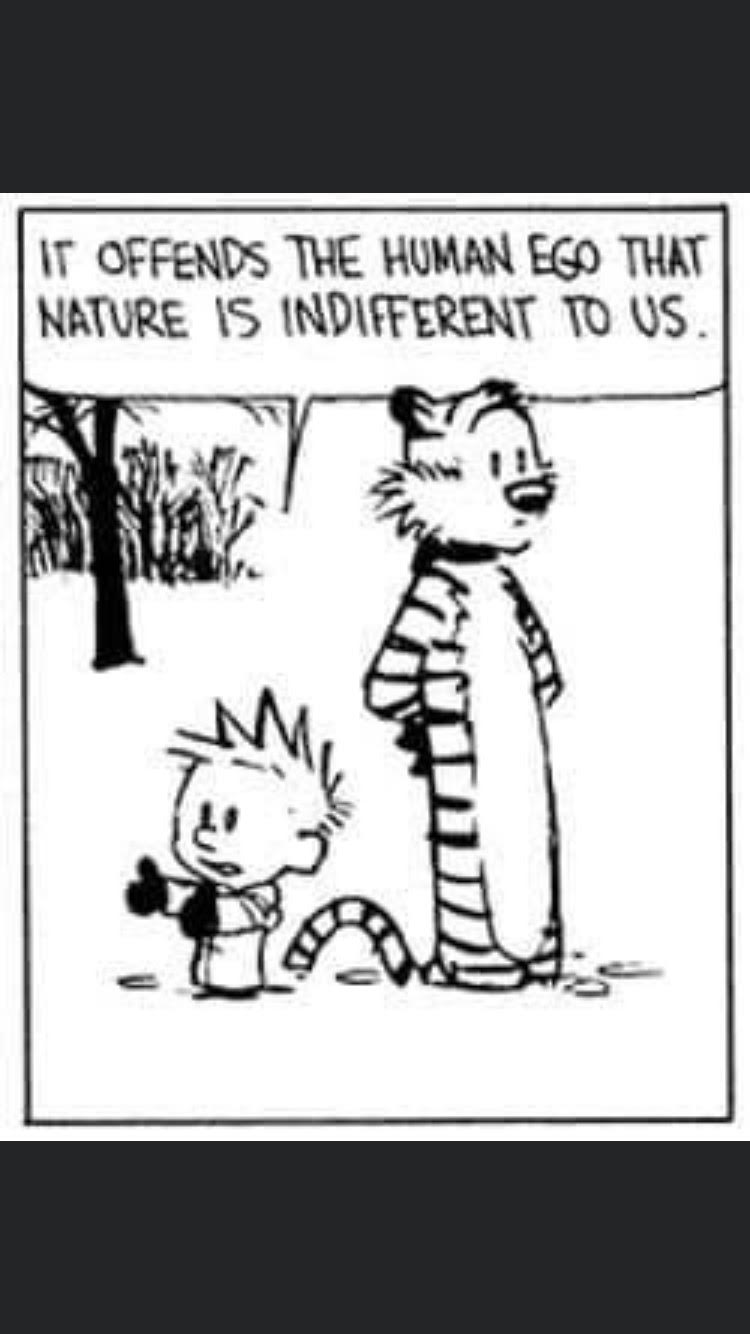 IT OFFENDS THE HUMAN EGO THAT
NATURE IS INDIFFERENT TO US.